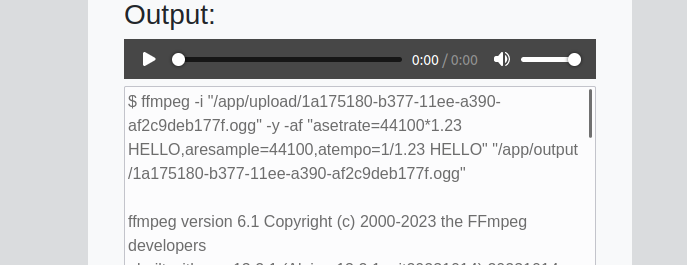 Output:
0:00 / 0:00
$ ffmpeg -i "/app/upload/1a175180-b377-11ee-a390-
af2c9deb177f.ogg" -y -af "asetrate=44100*1.23
HELLO,aresample=44100,atempo=1/1.23 HELLO" "/app/output
/1a175180-b377-11ee-a390-af2c9deb177f.ogg"
ffmpeg version 6.1 Copyright (c) 2000-2023 the FFmpeg
developers